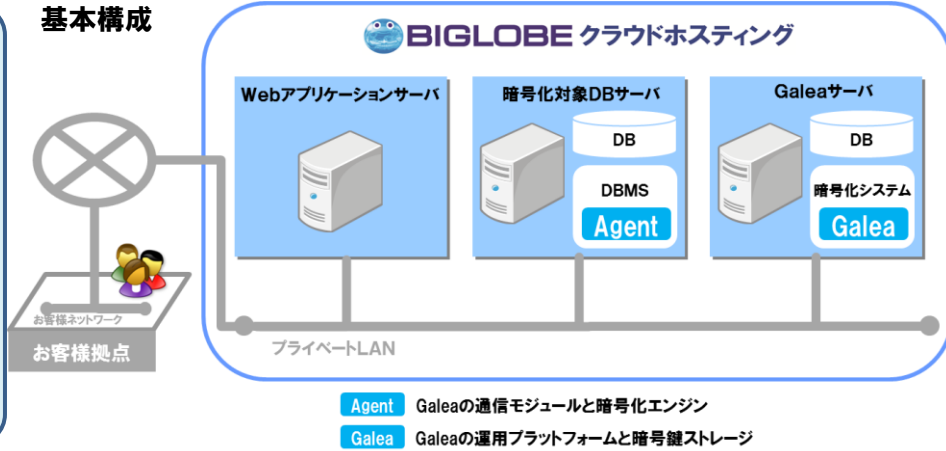 基本構成
BIGLOBE クラウドホスティング
Webアプリケーションサーバ
暗号化対象DBサーバ
DB
DBMS
Agent
Galeaサーバ
DB
暗号化システム
Galea
お客様ネットワーク
お客様拠点
プライベートLAN
Agent Galeaの通信モジュールと暗号化エンジン
Galea Galeaの運用プラットフォームと暗号鍵ストレージ